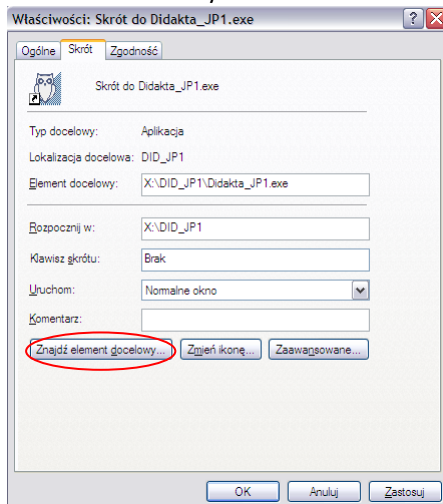 Właściwości: Skrót do Didakta_JP1.exe
Ogólne Skrót Zgodność
Skrót do Didakta_JP1.exe
Typ docelowy: Aplikacja
Lokalizacja docelowa: DID_JP1
Element docelowy: X:\DID_JP1\Didakta_JP1.exe
Rozpocznij w: X:\DID_JP1
Klawisz skrótu: Brak
Uruchom: Normalne okno
Komentarz:
Znajdź element docelowy... Zmień ikonę... Zaawansowane...
OK Anuluj Zastosuj